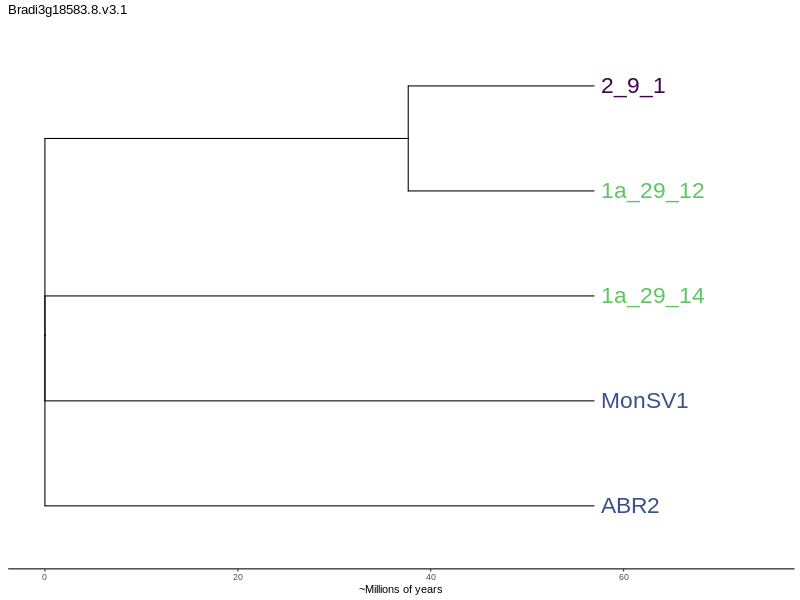 Bradi3g18583.8.v3.1
2_9_1
1a_29_12
1a_29_14
MonSV1
ABR2
0 20 40 60
~Millions of years